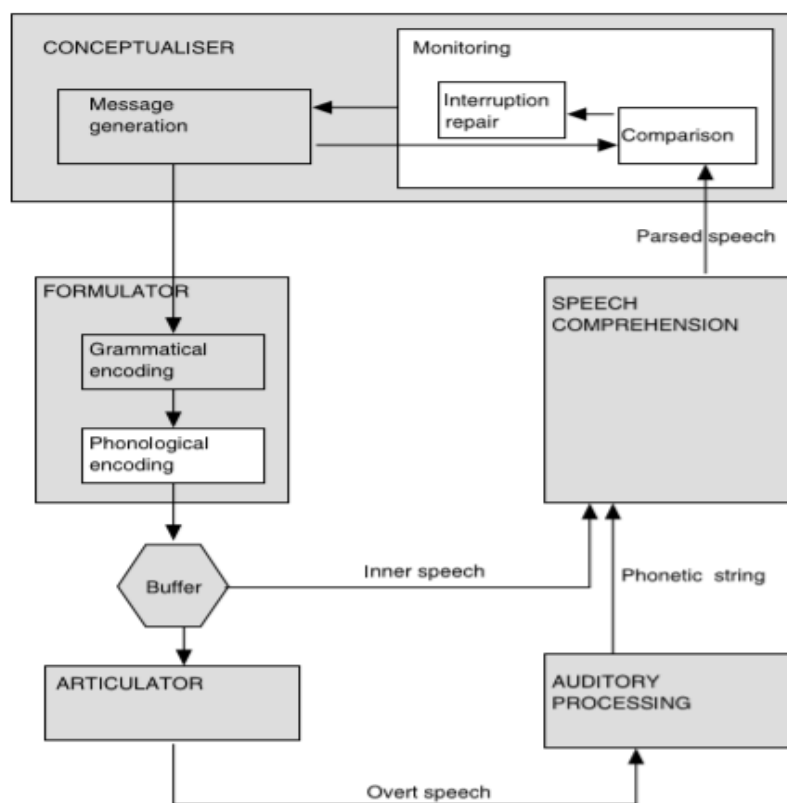 CONCEPTUALISER
Monitoring
Message
generation
Interruption
repair
Comparison
Parsed speech
FORMULATOR
Grammatical
encoding
Phonological
encoding
SPEECH
COMPREHENSION
Buffer
Inner speech
Phonetic string
ARTICULATOR
AUDITORY
PROCESSING
Overt speech